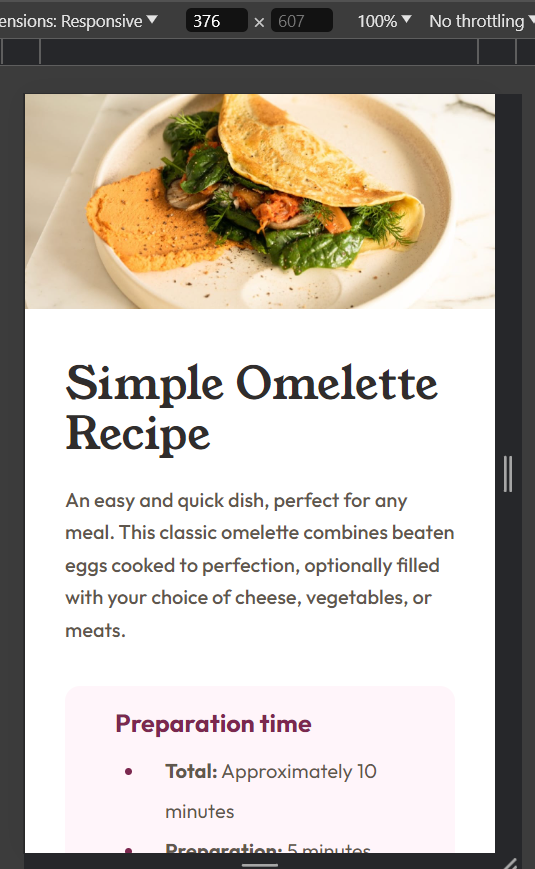 ensions: Responsive ▼ 376 × 607 100% ▼ No throttling ▼
Simple Omelette
Recipe
An easy and quick dish, perfect for any
meal. This classic omelette combines beaten
eggs cooked to perfection, optionally filled
with your choice of cheese, vegetables, or
meats.
Preparation time
• Total: Approximately 10
minutes
• Preparation: 5 minutes